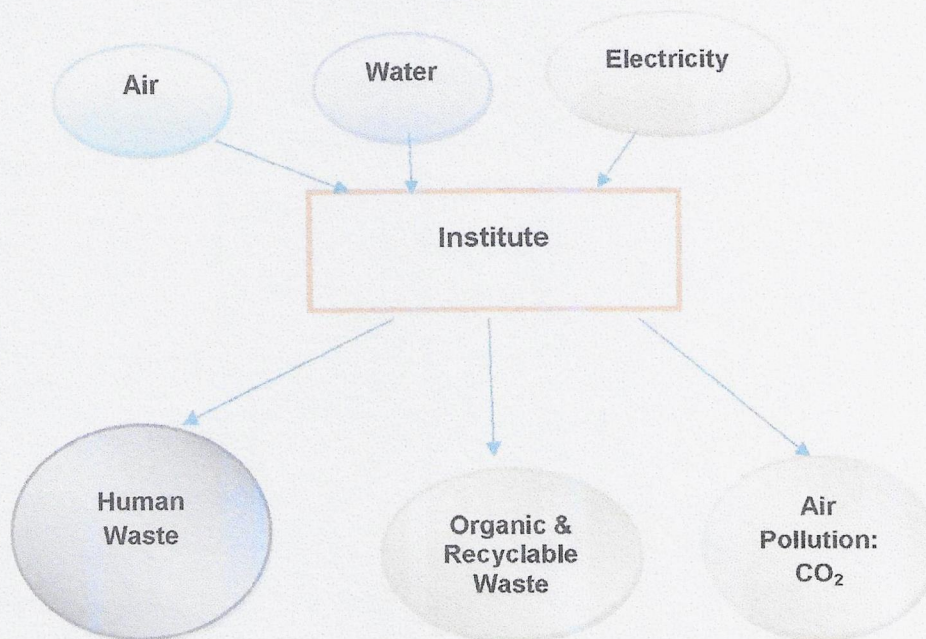 Air
Water
Electricity
Institute
Human
Waste
Organic &
Recyclable
Waste
Air
Pollution:
CO₂